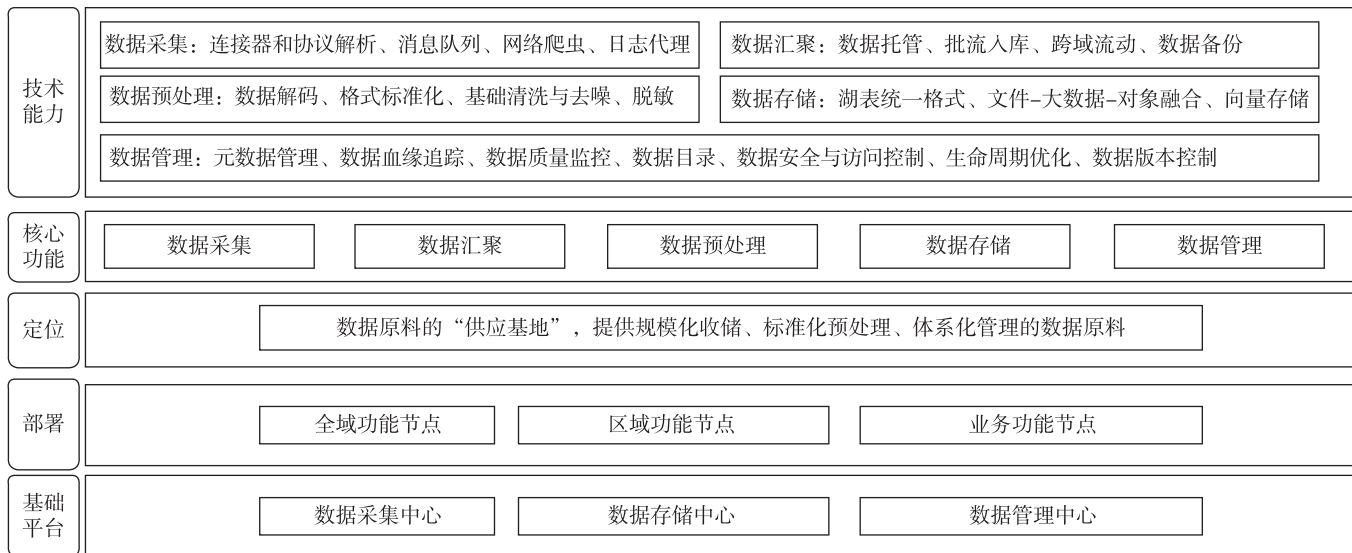 技术
能力
数据采集：连接器和协议解析、消息队列、网络爬虫、日志代理
数据汇聚：数据托管、批流入库、跨域流动、数据备份
数据预处理：数据解码、格式标准化、基础清洗与去噪、脱敏
数据存储：湖表统一格式、文件-大数据-对象融合、向量存储
数据管理：元数据管理、数据血缘追踪、数据质量监控、数据目录、数据安全与访问控制、生命周期优化、数据版本控制
核心
功能
数据采集
数据汇聚
数据预处理
数据存储
数据管理
定位
数据原料的“供应基地”，提供规模化收储、标准化预处理、体系化管理的数据原料
部署
全域功能节点
区域功能节点
业务功能节点
基础
平台
数据采集中心
数据存储中心
数据管理中心